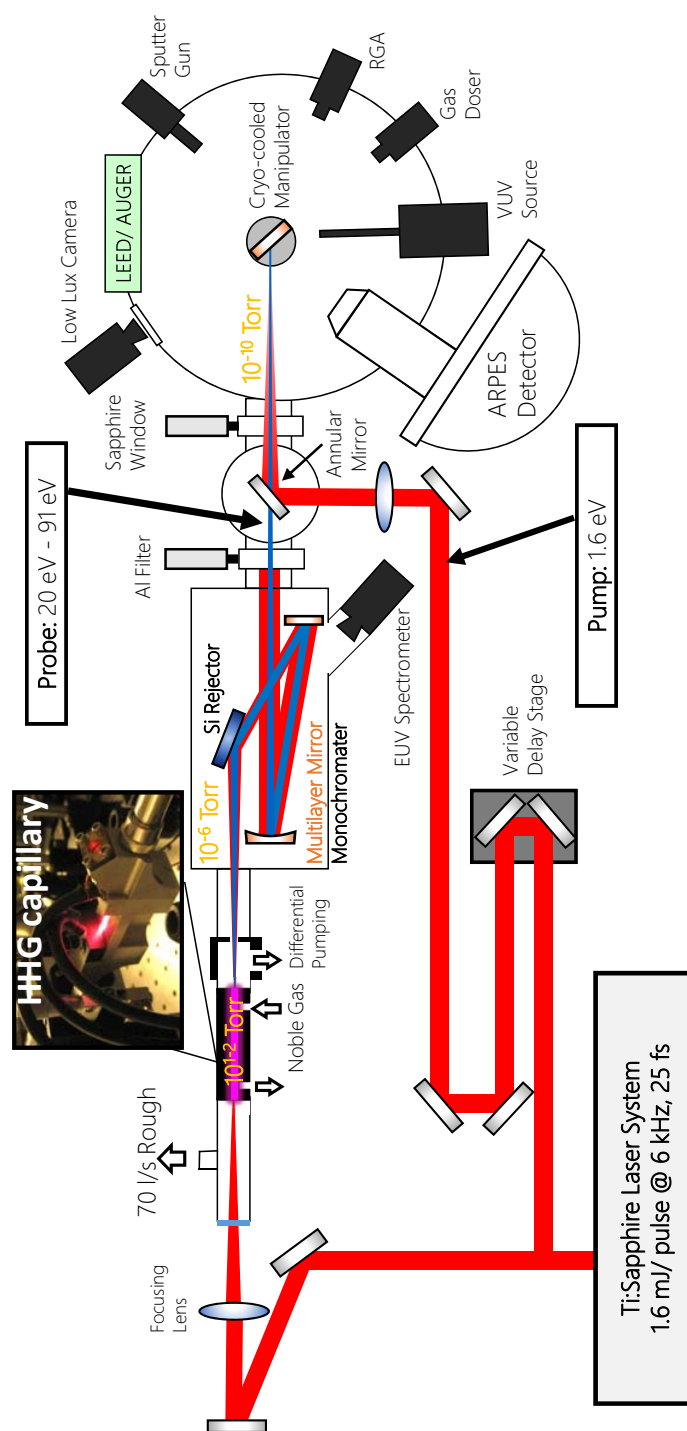 Ti:Sapphire Laser System
1.6 mJ/ pulse @ 6 kHz, 25 fs
Focusing
Lens
70 l/s Rough
HHG capillary
10¹⁻² Torr
Noble Gas
Differential
Pumping
10⁻⁶ Torr
Si Rejector
Multilayer Mirror
Monochromater
EUV Spectrometer
Variable
Delay Stage
Probe: 20 eV - 91 eV
Pump: 1.6 eV
Al Filter
Sapphire
Window
Annular
Mirror
10⁻¹⁰ Torr
Low Lux Camera
LEED/ AUGER
Sputter
Gun
Cryo-cooled
Manipulator
RGA
Gas
Doser
VUV
Source
ARPES
Detector